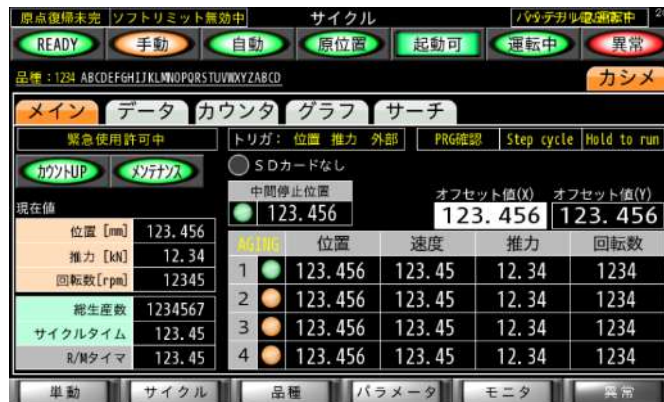 原点復帰未完 ソフトリミット無効中 サイクル
READY 手動 自動 原位置 起動可 運転中 異常
品種:1234 ABCDEFGHIJKLMNOPQRSTUVWXYZABCD カシメ
メイン データ カウンタ グラフ サーチ
緊急使用許可中 トリガ: 位置 推力 外部 PRG確認 Step cycle Hold to run
カウントUP メンテナンス SDカードなし
中間停止位置 オフセット値(X) オフセット値(Y)
123.456 123.456 123.456
現在値
位置 [mm] 123.456
推力 [kN] 12.34
回転数[rpm] 12345
総生産数 1234567
サイクルタイム 123.45
R/Mタイマ 123.45
AGING 位置 速度 推力 回転数
1 123.456 123.45 12.34 1234
2 123.456 123.45 12.34 1234
3 123.456 123.45 12.34 1234
4 123.456 123.45 12.34 1234
単動 サイクル 品種 パラメータ モニタ 異常